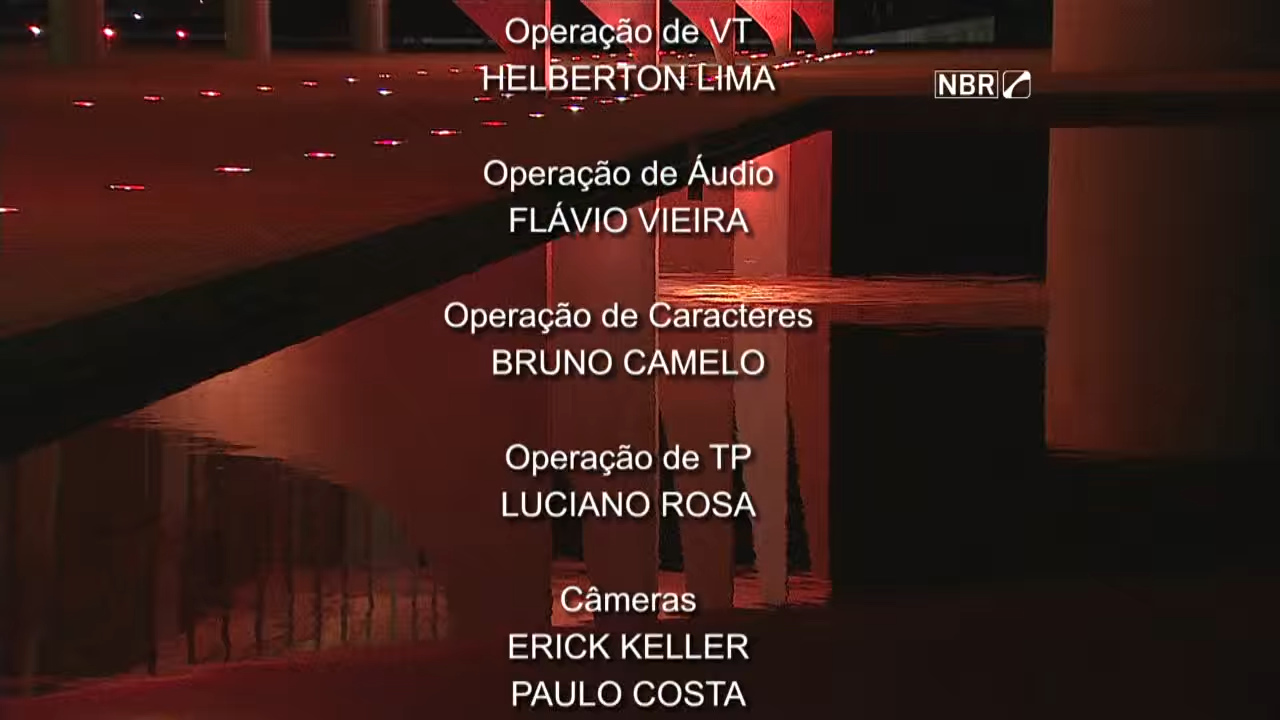 Operação de VT
HELBERTON LIMA
NBR
Operação de Áudio
FLÁVIO VIEIRA
Operação de Caracteres
BRUNO CAMELO
Operação de TP
LUCIANO ROSA
Câmeras
ERICK KELLER
PAULO COSTA